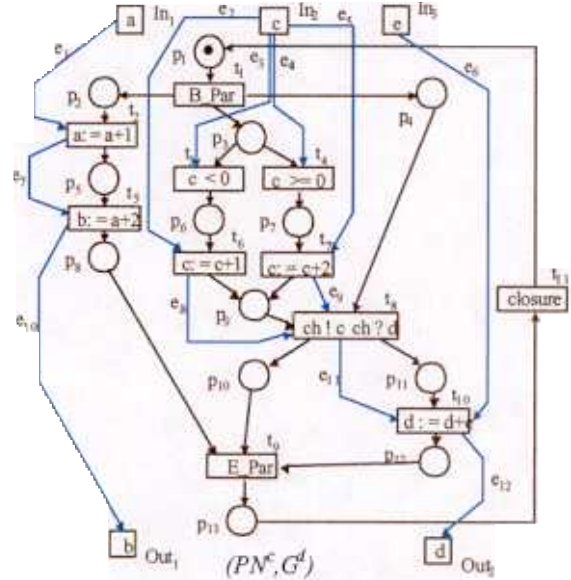 a In₁ e₂ c In₂ e₅ e In₃
e₁ p₁ e₃ e₄ e₆
t₁
p₂ B_Par p₄
t₂ p₃
a: = a+1 t₄ t₁₁
c < 0 c >= 0
e₇ p₅ t₅ p₆ p₇
b: = a+2 t₆ t₇ closure
p₈ c: = c+1 c: = c+2
e₈ p₉ e₉ t₈
e₁₀ ch ! c ch ? d
p₁₀ e₁₁ p₁₁ t₁₀
d : = d+e
t₉
E_Par p₁₂
e₁₂
p₁₃
b Out₁ d Out₂
(PNᶜ,Gᵈ)